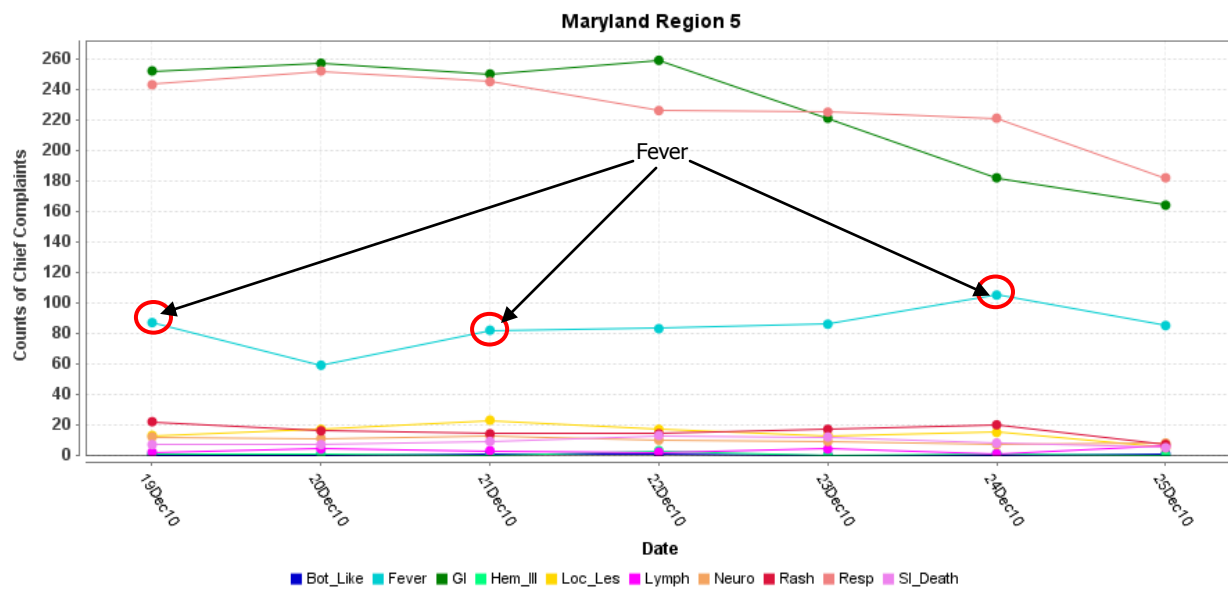 Maryland Region 5
Counts of Chief Complaints
260
240
220
200
180
160
140
120
100
80
60
40
20
0
Fever
19Dec10
20Dec10
21Dec10
22Dec10
23Dec10
24Dec10
25Dec10
Date
Bot_Like Fever GI Hem_Ill Loc_Les Lymph Neuro Rash Resp SI_Death